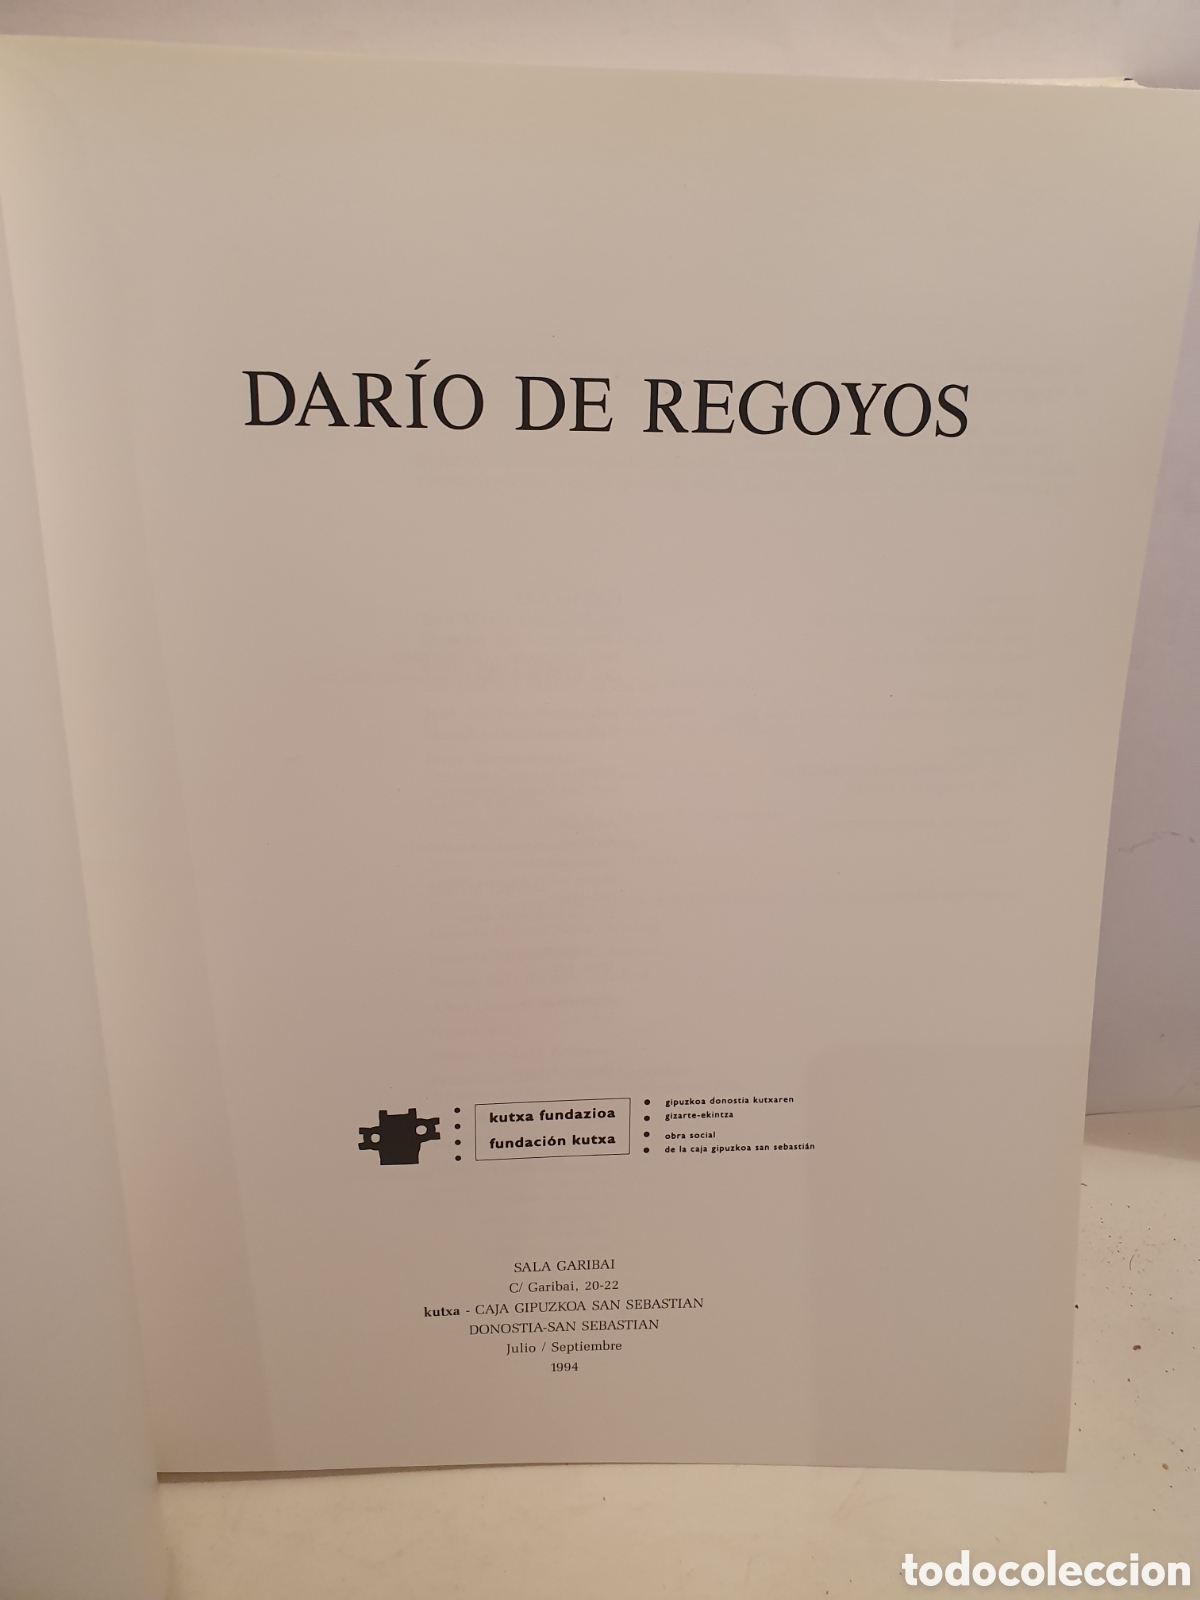 DARÍO DE REGOYOS
kutxa fundazioa
fundación kutxa
gipuzkoa donostia kutxaren
gizarte-ekintza
obra social
de la caja gipuzkoa san sebastián
SALA GARIBAI
C/ Garibai, 20-22
kutxa - CAJA GIPUZKOA SAN SEBASTIAN
DONOSTIA-SAN SEBASTIAN
Julio / Septiembre
1994
todocoleccion